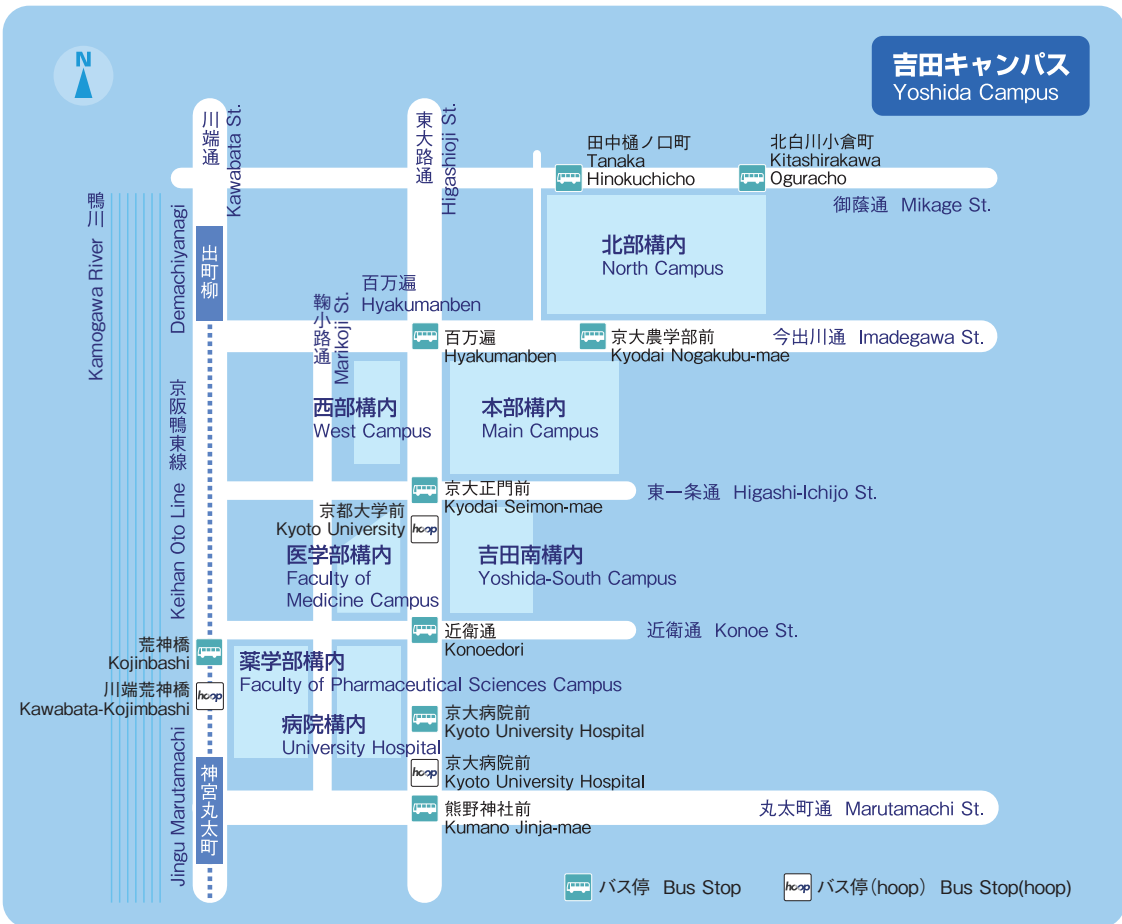 N
吉田キャンパス
Yoshida Campus
川端通
Kawabata St.
東大路通
Higashioji St.
田中樋ノ口町
Tanaka
Hinokuchicho
北白川小倉町
Kitashirakawa
Oguracho
御蔭通 Mikage St.
鴨川
Kamogawa River
Demachiyanagi
出町柳
北部構内
North Campus
百万遍
Hyakumanben
鞠小路通
Marikoji St.
百万遍
Hyakumanben
京大農学部前
Kyodai Nogakubu-mae
今出川通 Imadegawa St.
京阪鴨東線
Keihan Oto Line
西部構内
West Campus
本部構内
Main Campus
京大正門前
Kyodai Seimon-mae
東一条通 Higashi-Ichijo St.
京都大学前
Kyoto University
hoop
医学部構内
Faculty of
Medicine Campus
吉田南構内
Yoshida-South Campus
近衛通
Konoedori
近衛通 Konoe St.
荒神橋
Kojinbashi
川端荒神橋
Kawabata-Kojimbashi
hoop
薬学部構内
Faculty of Pharmaceutical Sciences Campus
病院構内
University Hospital
京大病院前
Kyoto University Hospital
hoop
京大病院前
Kyoto University Hospital
Jingu Marutamachi
神宮丸太町
熊野神社前
Kumano Jinja-mae
丸太町通 Marutamachi St.
バス停 Bus Stop
hoop
バス停(hoop) Bus Stop(hoop)